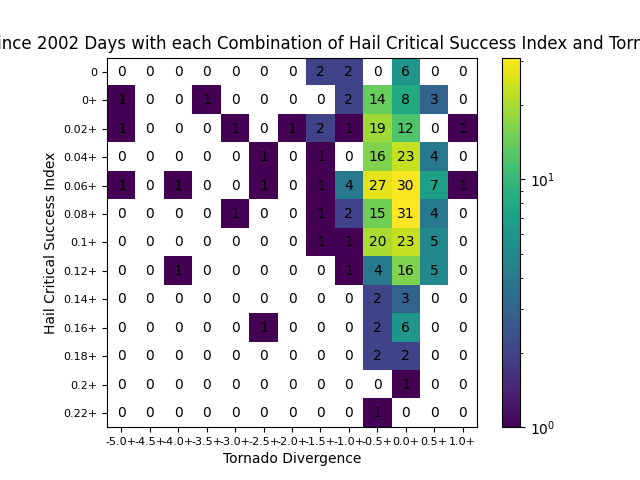 ince 2002 Days with each Combination of Hail Critical Success Index and Torn
Hail Critical Success Index
0 0 0 0 0 0 0 0 2 2 0 6 0 0
0+ 1 0 0 1 0 0 0 0 2 14 8 3 0
0.02+ 1 0 0 0 1 0 1 2 1 19 12 0 1
0.04+ 0 0 0 0 0 1 0 1 0 16 23 4 0
0.06+ 1 0 1 0 0 1 0 1 4 27 30 7 1
0.08+ 0 0 0 0 1 0 0 1 2 15 31 4 0
0.1+ 0 0 0 0 0 0 0 1 1 20 23 5 0
0.12+ 0 0 1 0 0 0 0 0 1 4 16 5 0
0.14+ 0 0 0 0 0 0 0 0 0 2 3 0 0
0.16+ 0 0 0 0 0 1 0 0 0 2 6 0 0
0.18+ 0 0 0 0 0 0 0 0 0 2 2 0 0
0.2+ 0 0 0 0 0 0 0 0 0 0 1 0 0
0.22+ 0 0 0 0 0 0 0 0 0 1 0 0 0
-5.0+ -4.5+ -4.0+ -3.5+ -3.0+ -2.5+ -2.0+ -1.5+ -1.0+ -0.5+ 0.0+ 0.5+ 1.0+
Tornado Divergence
10¹
10⁰